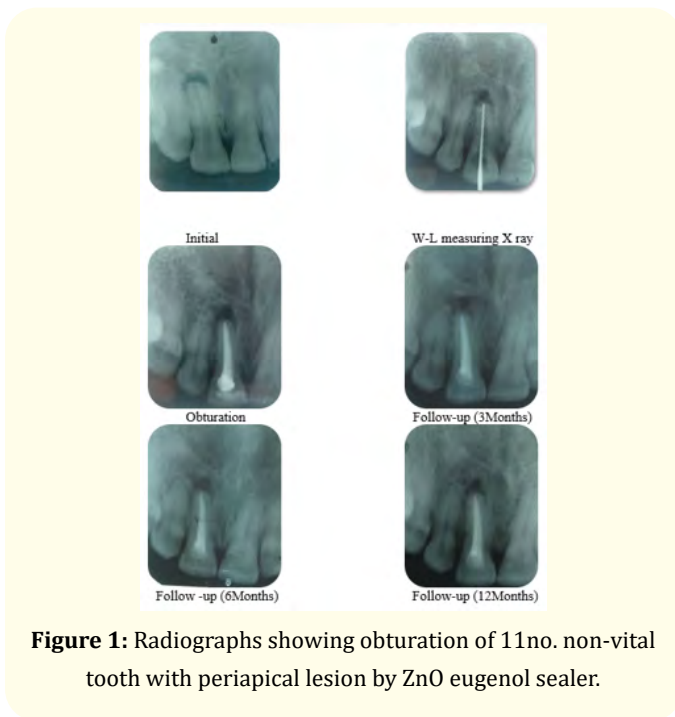 Initial
W-L measuring X ray
Obturation
Follow-up (3Months)
Follow -up (6Months)
Follow-up (12Months)
Figure 1: Radiographs showing obturation of 11no. non-vital
tooth with periapical lesion by ZnO eugenol sealer.